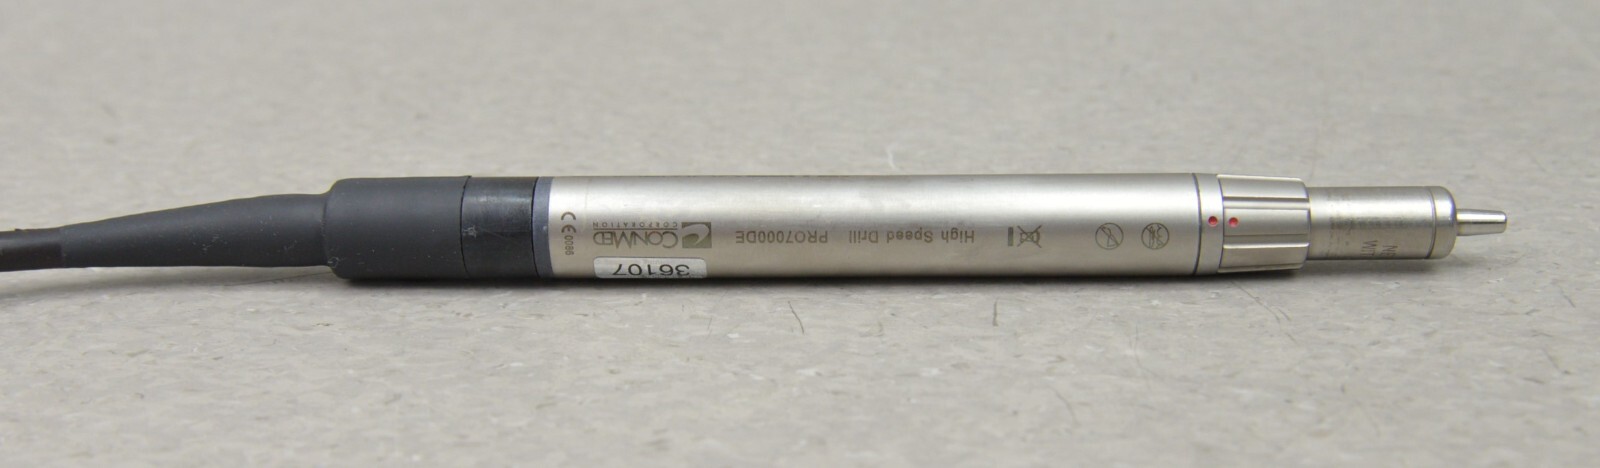 CONMED
CORPORATION
CE 0086
High Speed Drill PRO7000DE
36107